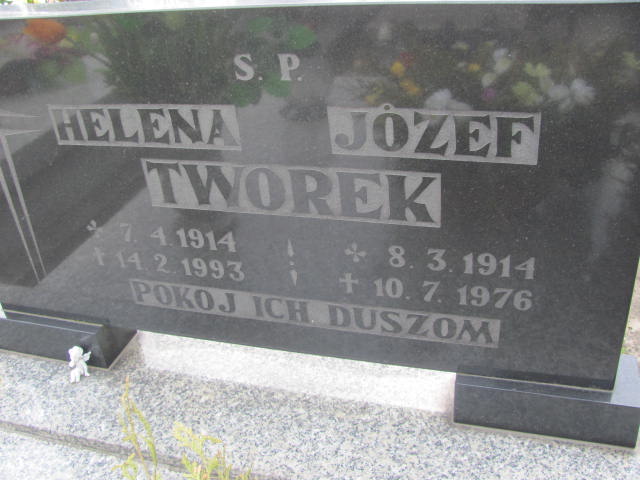 S. P.
HELENA JÓZEF
TWOREK
* 7. 4. 1914 * 8. 3. 1914
† 14. 2. 1993 † 10. 7. 1976
POKOJ ICH DUSZOM